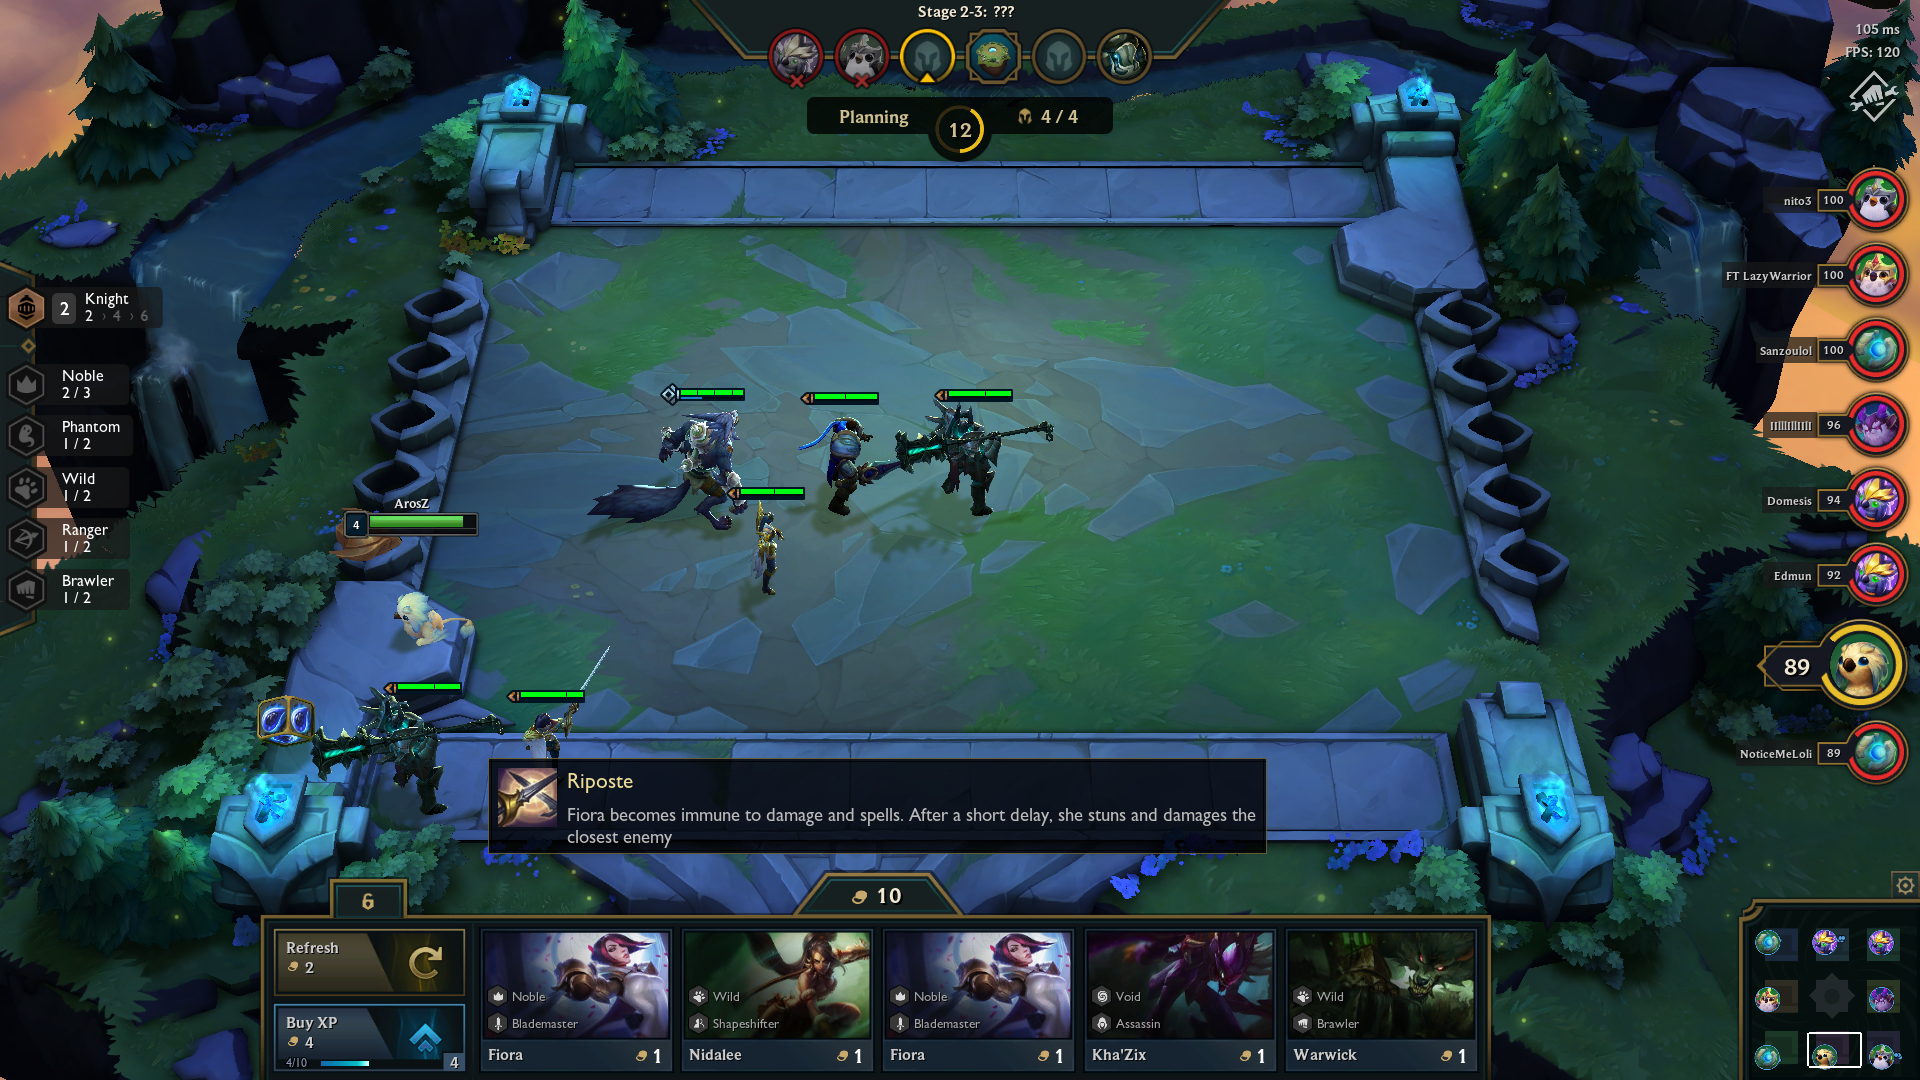 Stage 2-3: ???
105 ms
FPS: 120
Planning
12
4 / 4
nito3 100
FT LazyWarrior 100
Sanzoulol 100
96
Domesis 94
Edmun 92
89
NoticeMeLoli 89
2 Knight
2 › 4 › 6
Noble
2 / 3
Phantom
1 / 2
Wild
1 / 2
Ranger
1 / 2
Brawler
1 / 2
ArosZ
4
Riposte
Fiora becomes immune to damage and spells. After a short delay, she stuns and damages the
closest enemy
6
10
Refresh
2
Buy XP
4
4/10
4
Noble
Blademaster
Fiora 1
Wild
Shapeshifter
Nidalee 1
Noble
Blademaster
Fiora 1
Void
Assassin
Kha'Zix 1
Wild
Brawler
Warwick 1